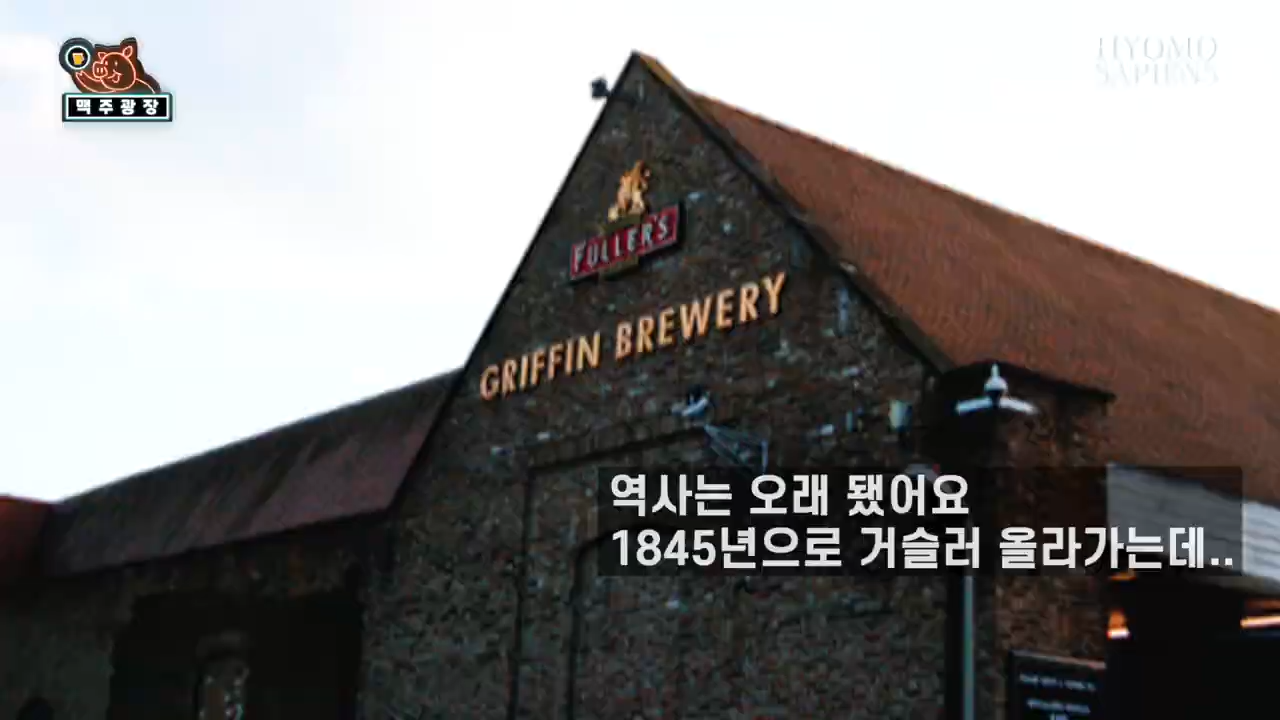 맥주광장
HYOMO
SAPIENS
FULLER'S
GRIFFIN BREWERY
역사는 오래 됐어요
1845년으로 거슬러 올라가는데..